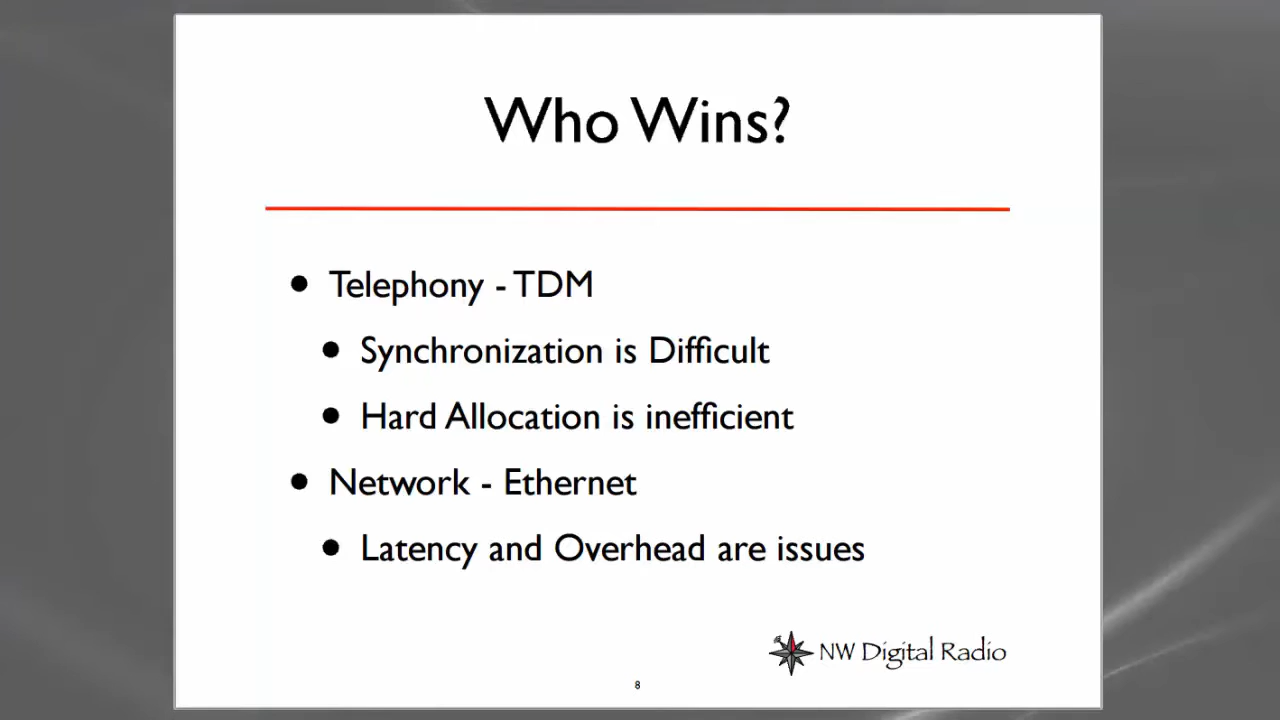 Who Wins?
• Telephony - TDM
• Synchronization is Difficult
• Hard Allocation is inefficient
• Network - Ethernet
• Latency and Overhead are issues
NW Digital Radio
8